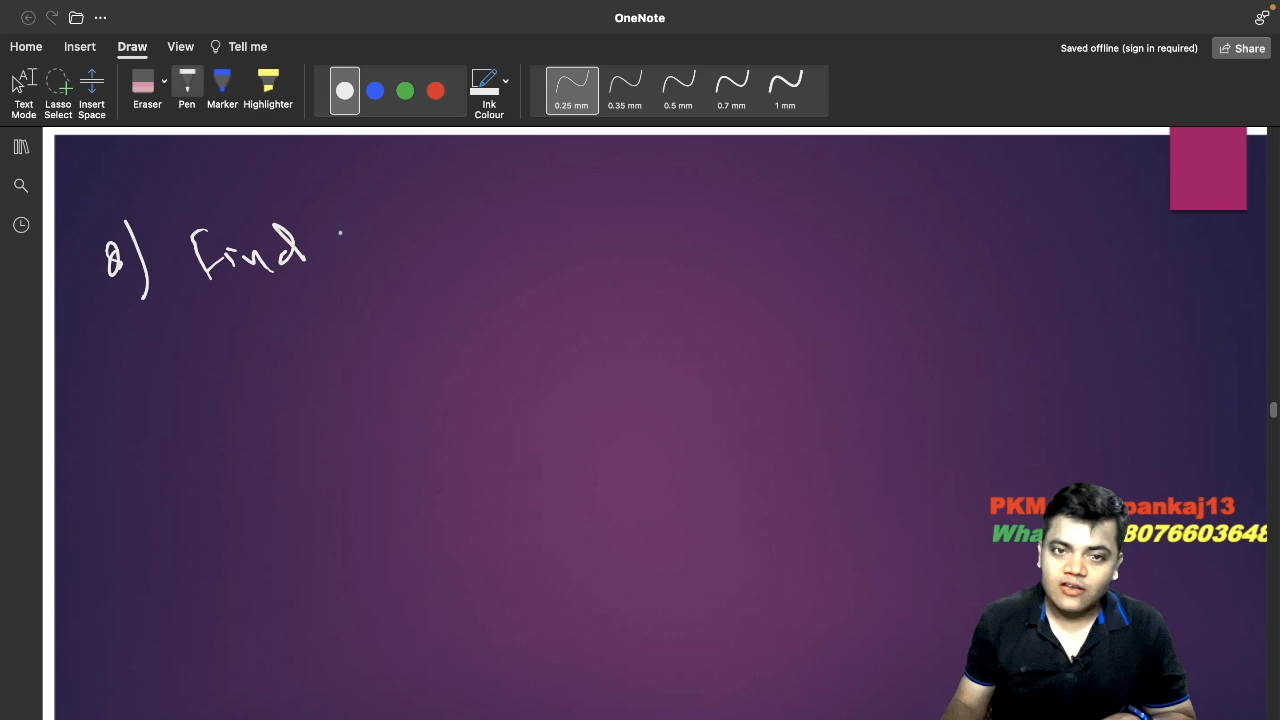 OneNote
Home Insert Draw View Tell me
Saved offline (sign in required) Share
Text Mode
Lasso Select
Insert Space
Eraser
Pen
Marker
Highlighter
Ink Colour
0.25 mm 0.35 mm 0.5 mm 0.7 mm 1 mm
8) Find
PKM pankaj13
8076603648